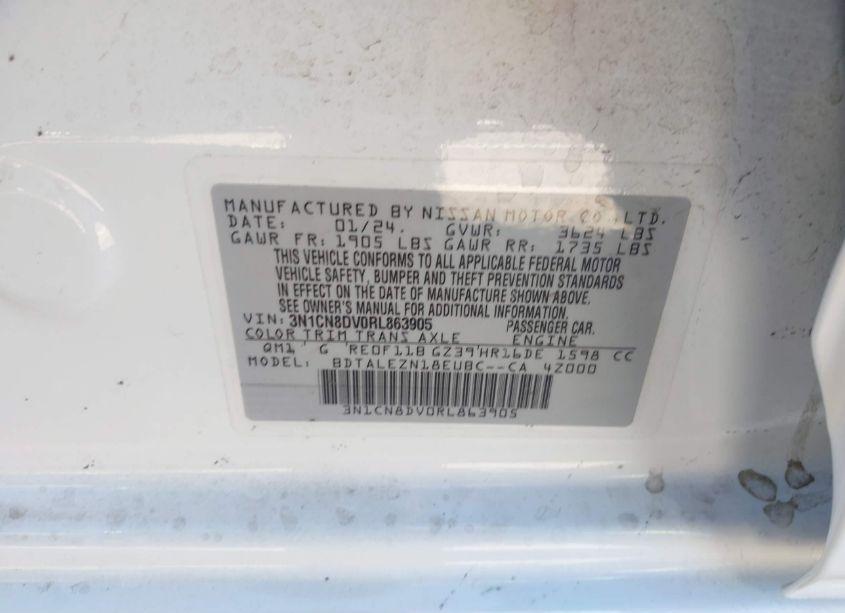 MANUFACTURED BY NISSAN MOTOR CO.,LTD.
DATE: 01/24. GVWR: 3624 LBS
GAWR FR: 1905 LBS GAWR RR: 1735 LBS
THIS VEHICLE CONFORMS TO ALL APPLICABLE FEDERAL MOTOR
VEHICLE SAFETY, BUMPER AND THEFT PREVENTION STANDARDS
IN EFFECT ON THE DATE OF MANUFACTURE SHOWN ABOVE.
SEE OWNER'S MANUAL FOR ADDITIONAL INFORMATION.
VIN: 3N1CN8DV0RL863905 PASSENGER CAR.
COLOR TRIM TRANS AXLE ENGINE
QM1 G RE0F11B GZ39 HR16DE 1598 CC
MODEL: BDTALEZN18EUBC--CA 4Z000
3N1CN8DV0RL863905